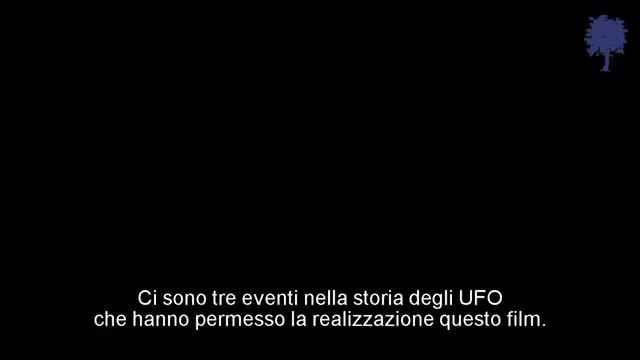 Ci sono tre eventi nella storia degli UFO
che hanno permesso la realizzazione questo film.